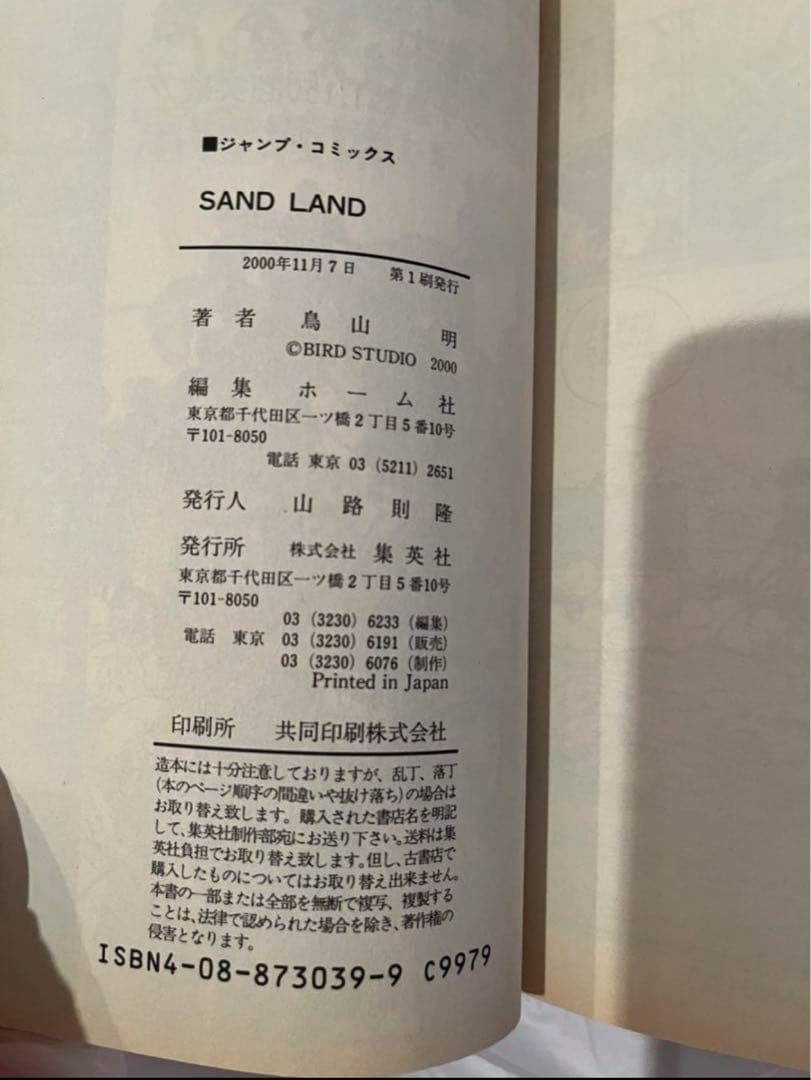 ■ジャンプ・コミックス
SAND LAND
2000年11月7日 第1刷発行
著者 鳥山 明
©BIRD STUDIO 2000
編集 ホーム社
東京都千代田区一ツ橋2丁目5番10号
〒101-8050
電話 東京 03 (5211) 2651
発行人 山路則隆
発行所 株式会社 集英社
東京都千代田区一ツ橋2丁目5番10号
〒101-8050
03 (3230) 6233 (編集)
電話 東京 03 (3230) 6191 (販売)
03 (3230) 6076 (制作)
Printed in Japan
印刷所 共同印刷株式会社
造本には十分注意しておりますが、乱丁、落丁
(本のページ順序の間違いや抜け落ち)の場合は
お取り替え致します。購入された書店名を明記
して、集英社制作部宛にお送り下さい。送料は集
英社負担でお取り替え致します。但し、古書店で
購入したものについてはお取り替え出来ません。
本書の一部または全部を無断で複写、複製する
ことは、法律で認められた場合を除き、著作権の
侵害となります。
ISBN4-08-873039-9 C9979